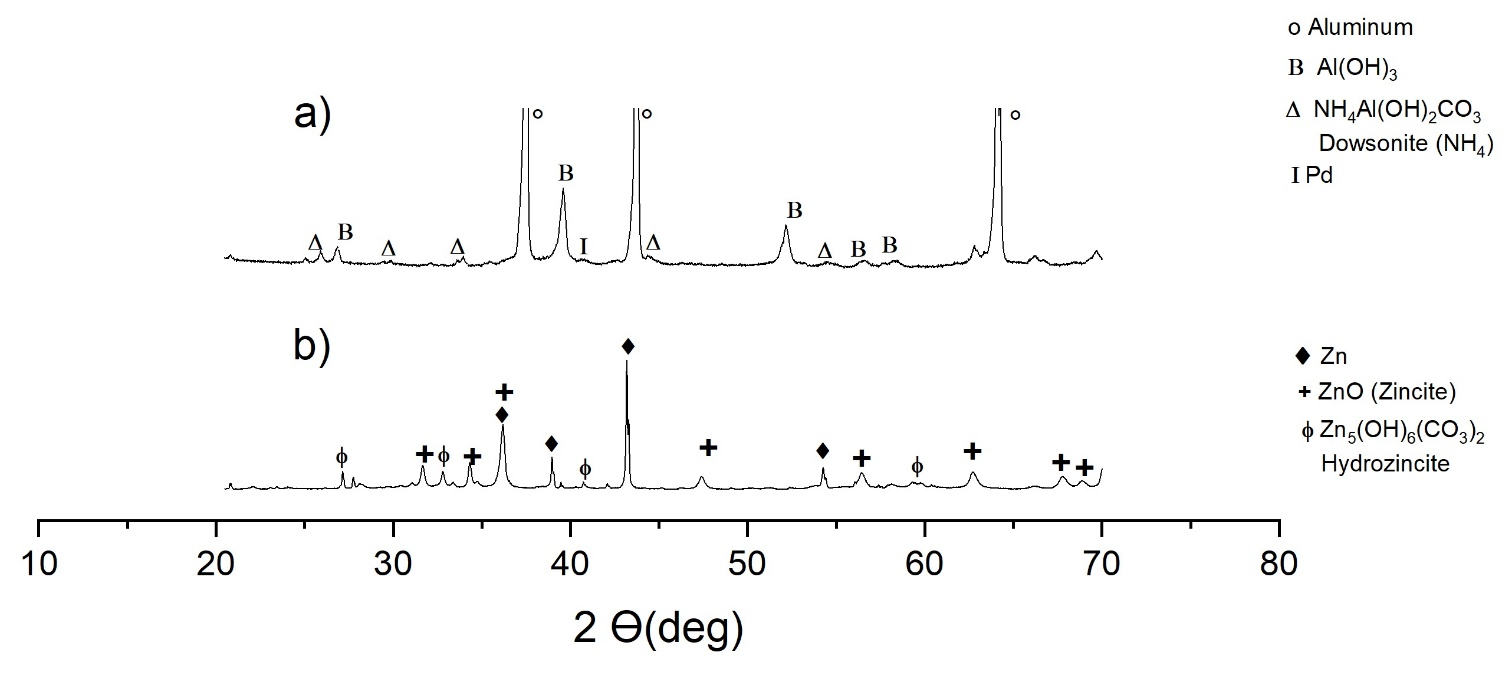 a)
o
B
o
o
Δ
B
Δ
Δ
I
Δ
B
Δ
B
B
o Aluminum
B Al(OH)3
Δ NH4Al(OH)2CO3
Dowsonite (NH4)
I Pd
b)
ϕ
+
ϕ
+
+
♦
♦
ϕ
♦
+
♦
+
ϕ
+
+
+
♦ Zn
+ ZnO (Zincite)
ϕ Zn5(OH)6(CO3)2
Hydrozincite
10 20 30 40 50 60 70 80
2 Θ(deg)